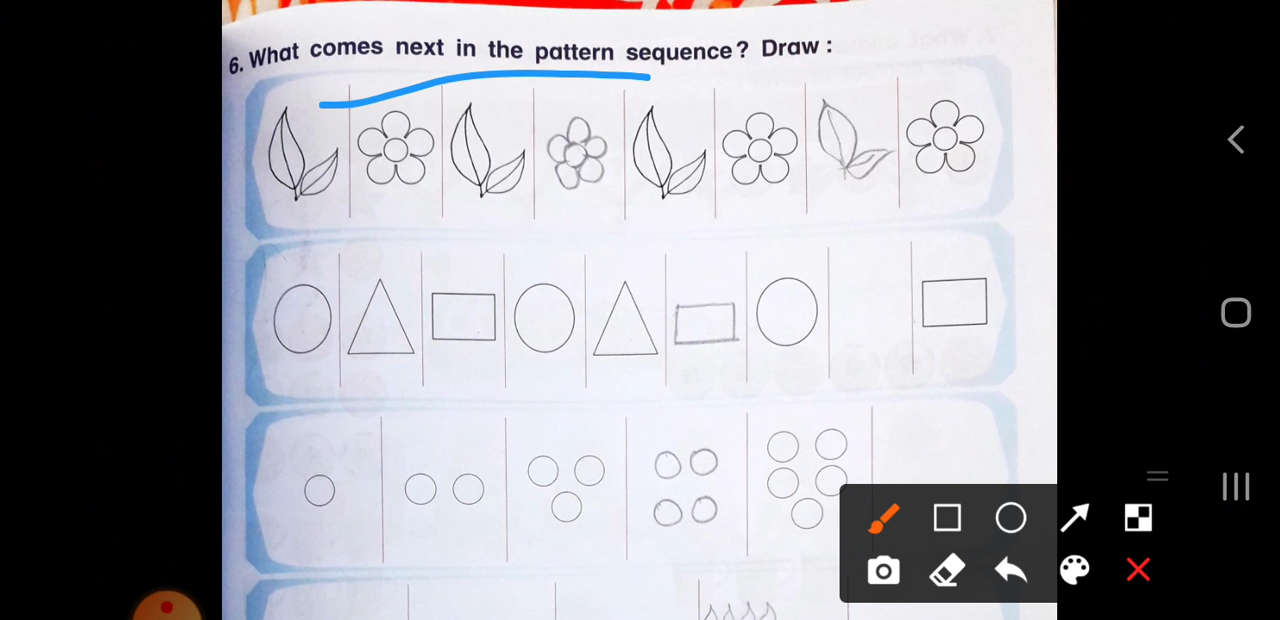 6. What comes next in the pattern sequence? Draw :